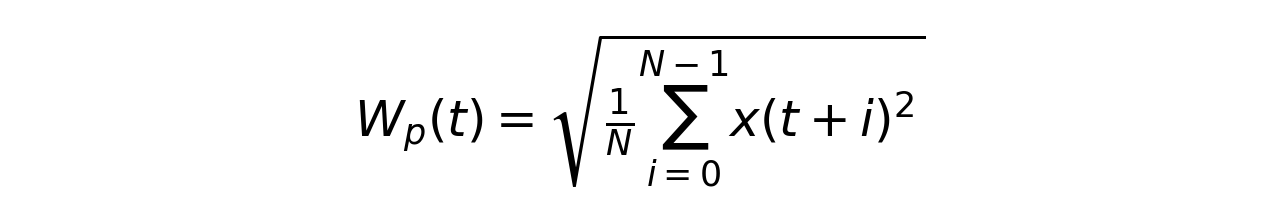 W_p(t) = \sqrt{\frac{1}{N} \sum_{i=0}^{N-1} x(t+i)^2}